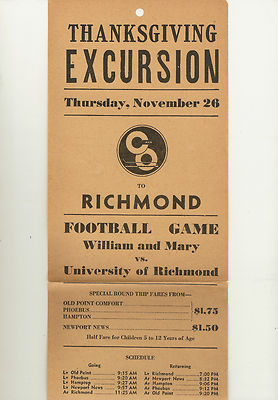 THANKSGIVING
EXCURSION
Thursday, November 26
C&O
TO
RICHMOND
FOOTBALL GAME
William and Mary
vs.
University of Richmond
SPECIAL ROUND TRIP FARES FROM—
OLD POINT COMFORT
PHOEBUS
HAMPTON
$1.75
NEWPORT NEWS $1.50
Half Fare for Children 5 to 12 Years of Age
SCHEDULE
Going Returning
Lv Old Point 9:15 AM Lv Richmond 7:00 PM
Lv Phoebus 9:20 AM Ar Newport News 8:52 PM
Lv Hampton 9:27 AM Ar Hampton 9:06 PM
Lv Newport News 9:50 AM Ar Phoebus 9:12 PM
Ar Richmond 11:25 AM Ar Old Point 9:20 PM